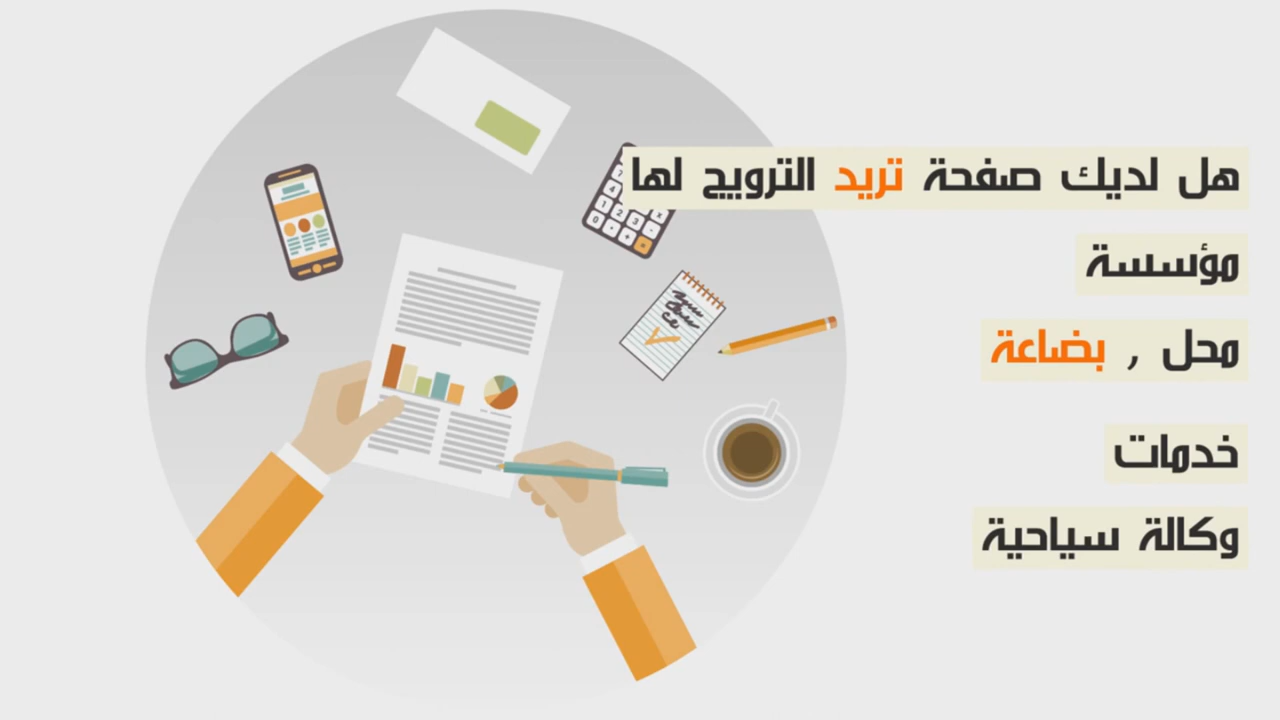 هل لديك صفحة تريد الترويج لها
مؤسسة
محل , بضاعة
خدمات
وكالة سياحية